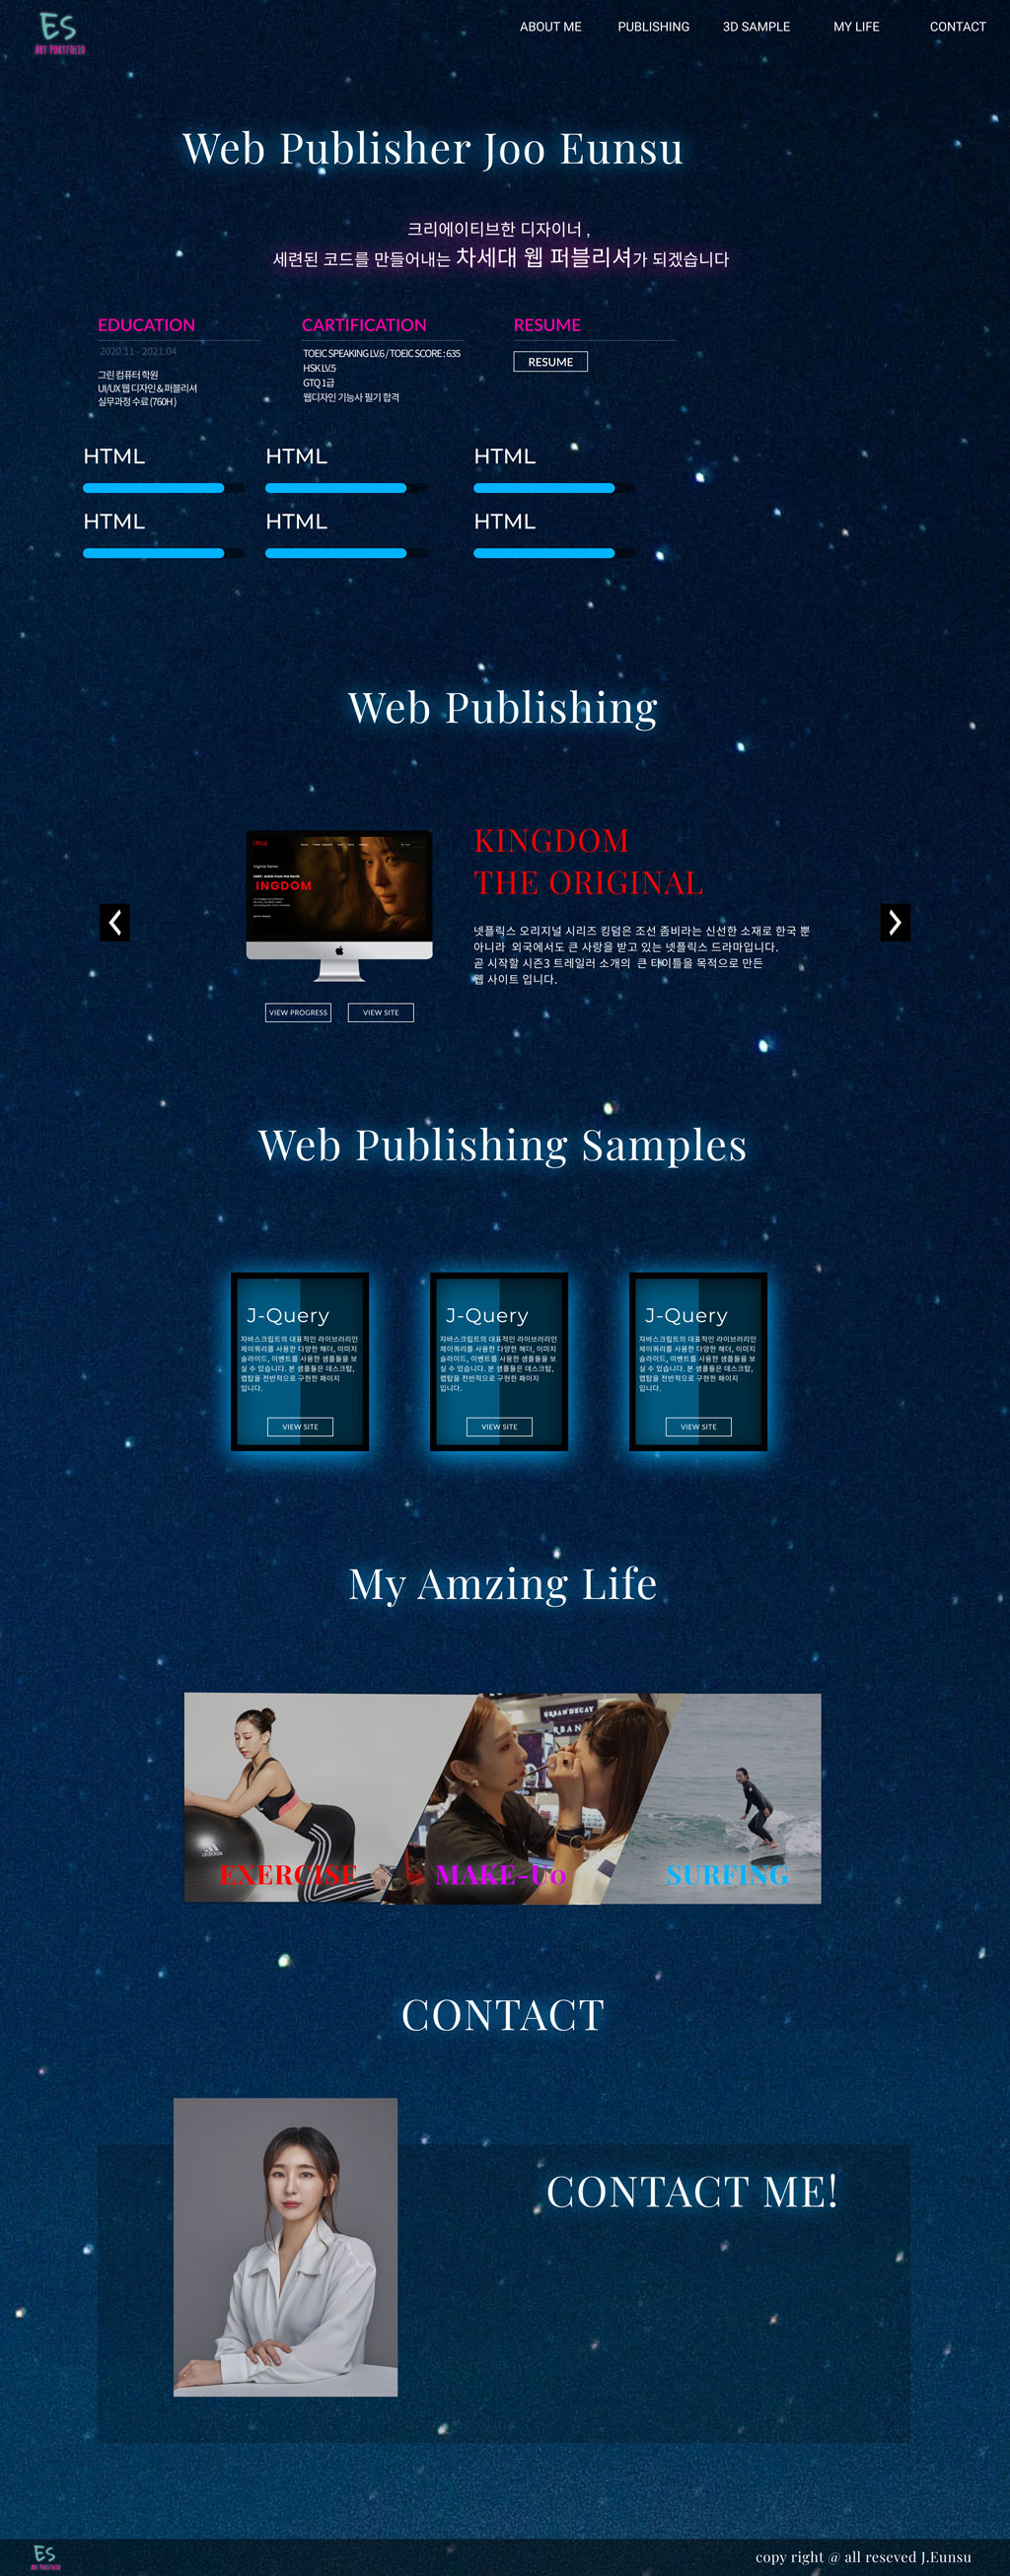 ES
ART PORTFOLIO
ABOUT ME
PUBLISHING
3D SAMPLE
MY LIFE
CONTACT
Web Publisher Joo Eunsu
크리에이티브한 디자이너 ,
세련된 코드를 만들어내는 차세대 웹 퍼블리셔가 되겠습니다
EDUCATION
2020.11 - 2021.04
그린 컴퓨터 학원
UI/UX 웹 디자인 & 퍼블리셔
실무과정 수료 (760H )
CARTIFICATION
TOEIC SPEAKING LV.6 / TOEIC SCORE : 635
HSK LV.5
GTQ 1급
웹디자인 기능사 필기 합격
RESUME
RESUME
HTML
HTML
HTML
HTML
HTML
HTML
Web Publishing
INGDOM
KINGDOM
THE ORIGINAL
넷플릭스 오리지널 시리즈 킹덤은 조선 좀비라는 신선한 소재로 한국 뿐
아니라 외국에서도 큰 사랑을 받고 있는 넷플릭스 드라마입니다.
곧 시작할 시즌3 트레일러 소개의 큰 타이틀을 목적으로 만든
웹 사이트 입니다.
VIEW PROGRESS
VIEW SITE
Web Publishing Samples
J-Query
자바스크립트의 대표적인 라이브러리인
제이쿼리를 사용한 다양한 헤더, 이미지
슬라이드, 이벤트를 사용한 샘플들을 보
실 수 있습니다. 본 샘플들은 데스크탑,
랩탑을 전반적으로 구현한 페이지
입니다.
VIEW SITE
J-Query
자바스크립트의 대표적인 라이브러리인
제이쿼리를 사용한 다양한 헤더, 이미지
슬라이드, 이벤트를 사용한 샘플들을 보
실 수 있습니다. 본 샘플들은 데스크탑,
랩탑을 전반적으로 구현한 페이지
입니다.
VIEW SITE
J-Query
자바스크립트의 대표적인 라이브러리인
제이쿼리를 사용한 다양한 헤더, 이미지
슬라이드, 이벤트를 사용한 샘플들을 보
실 수 있습니다. 본 샘플들은 데스크탑,
랩탑을 전반적으로 구현한 페이지
입니다.
VIEW SITE
My Amzing Life
URBAN DECAY
adidas
EXERCISE
MAKE-U0
SURFING
CONTACT
CONTACT ME!
ES
ART PORTFOLIO
copy right @ all reseved J.Eunsu